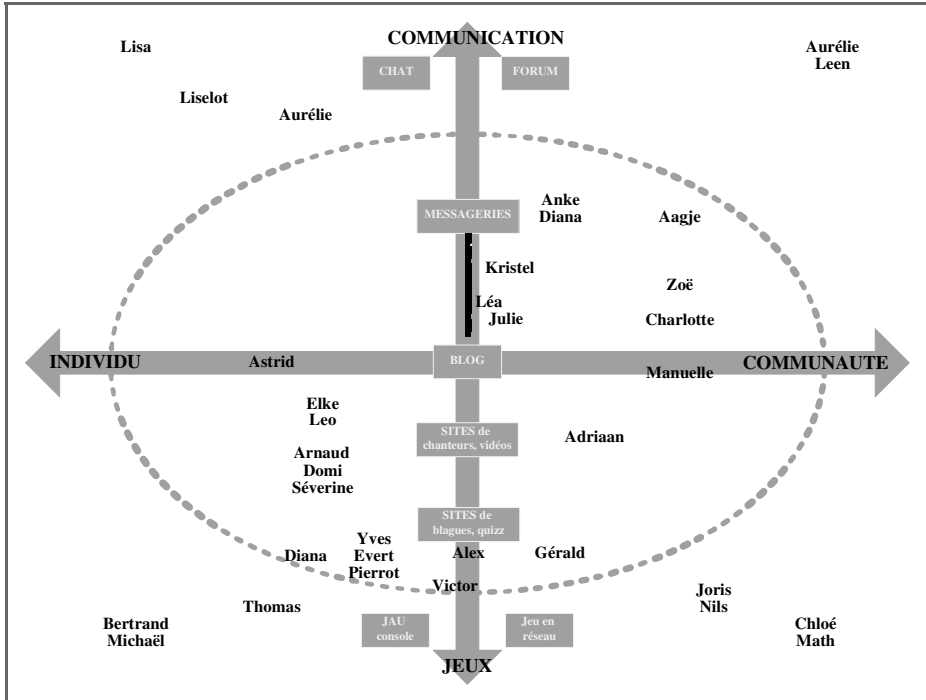 Lisa
COMMUNICATION
Aurélie
Leen
CHAT
FORUM
Liselot
Aurélie
Anke
Diana
MESSAGERIES
Aagje
Kristel
Zoë
Léa
Julie
Charlotte
INDIVIDU
Astrid
BLOG
Manuelle
COMMUNAUTE
Elke
Leo
SITES de
chanteurs, vidéos
Adriaan
Arnaud
Domi
Séverine
SITES de
blagues, quizz
Yves
Evert
Pierrot
Diana
Alex
Gérald
Victor
Joris
Nils
Thomas
Bertrand
Michaël
JAU
console
Jeu en
réseau
Chloé
Math
JEUX